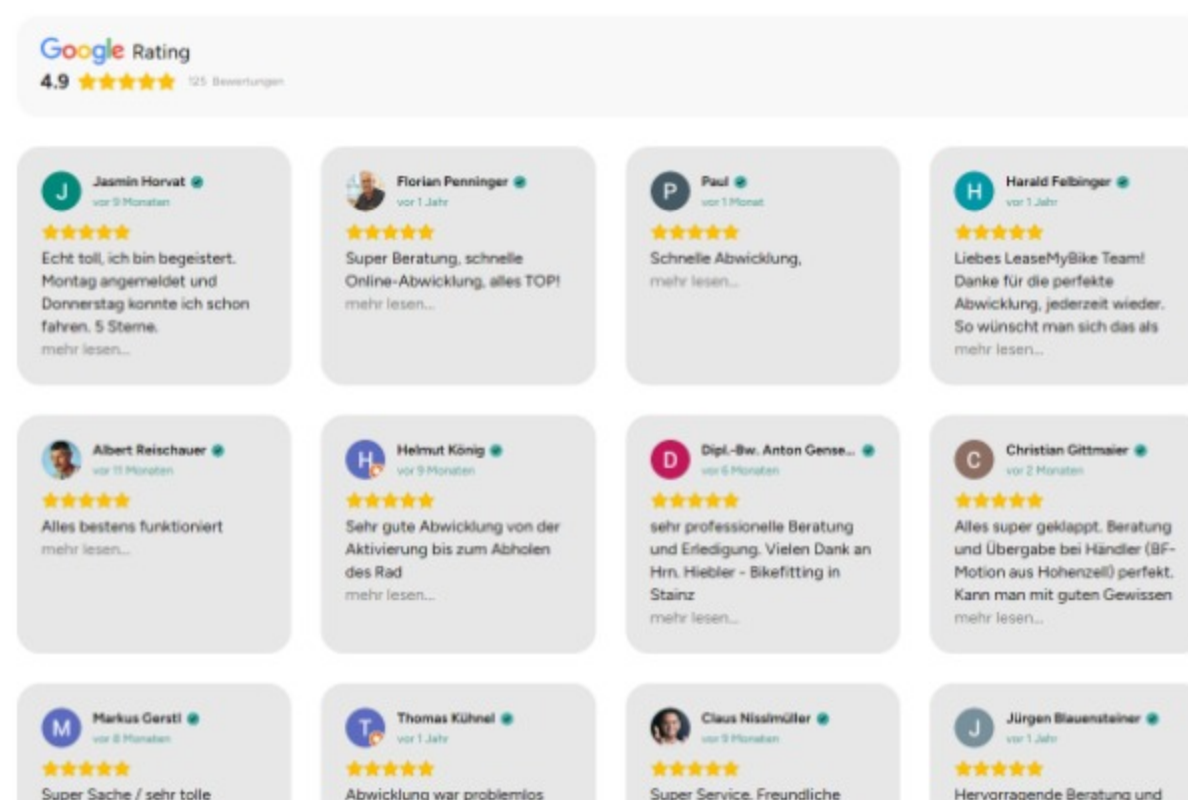 Google Rating
4.9
125 Bewertungen
J
Jasmin Horvat
vor 9 Monaten
Echt toll, ich bin begeistert.
Montag angemeldet und
Donnerstag konnte ich schon
fahren. 5 Sterne.
mehr lesen...
Florian Penninger
vor 1 Jahr
Super Beratung, schnelle
Online-Abwicklung, alles TOP!
mehr lesen...
P
Paul
vor 1 Monat
Schnelle Abwicklung,
mehr lesen...
H
Harald Felbinger
vor 1 Jahr
Liebes LeaseMyBike Team!
Danke für die perfekte
Abwicklung, jederzeit wieder.
So wünscht man sich das als
mehr lesen...
Albert Reischauer
vor 11 Monaten
Alles bestens funktioniert
mehr lesen...
H
Helmut König
vor 9 Monaten
Sehr gute Abwicklung von der
Aktivierung bis zum Abholen
des Rad
mehr lesen...
D
Dipl.-Bw. Anton Gense...
vor 6 Monaten
sehr professionelle Beratung
und Erledigung. Vielen Dank an
Hrn. Hiebler - Bikefitting in
Stainz
mehr lesen...
C
Christian Gittmaier
vor 2 Monaten
Alles super geklappt. Beratung
und Übergabe bei Händler (BF-
Motion aus Hohenzell) perfekt.
Kann man mit guten Gewissen
mehr lesen...
M
Markus Gerstl
vor 8 Monaten
Super Sache / sehr tolle
T
Thomas Kühnel
vor 1 Jahr
Abwicklung war problemlos
Claus Nisslmüller
vor 9 Monaten
Super Service. Freundliche
J
Jürgen Blauensteiner
vor 1 Jahr
Hervorragende Beratung und